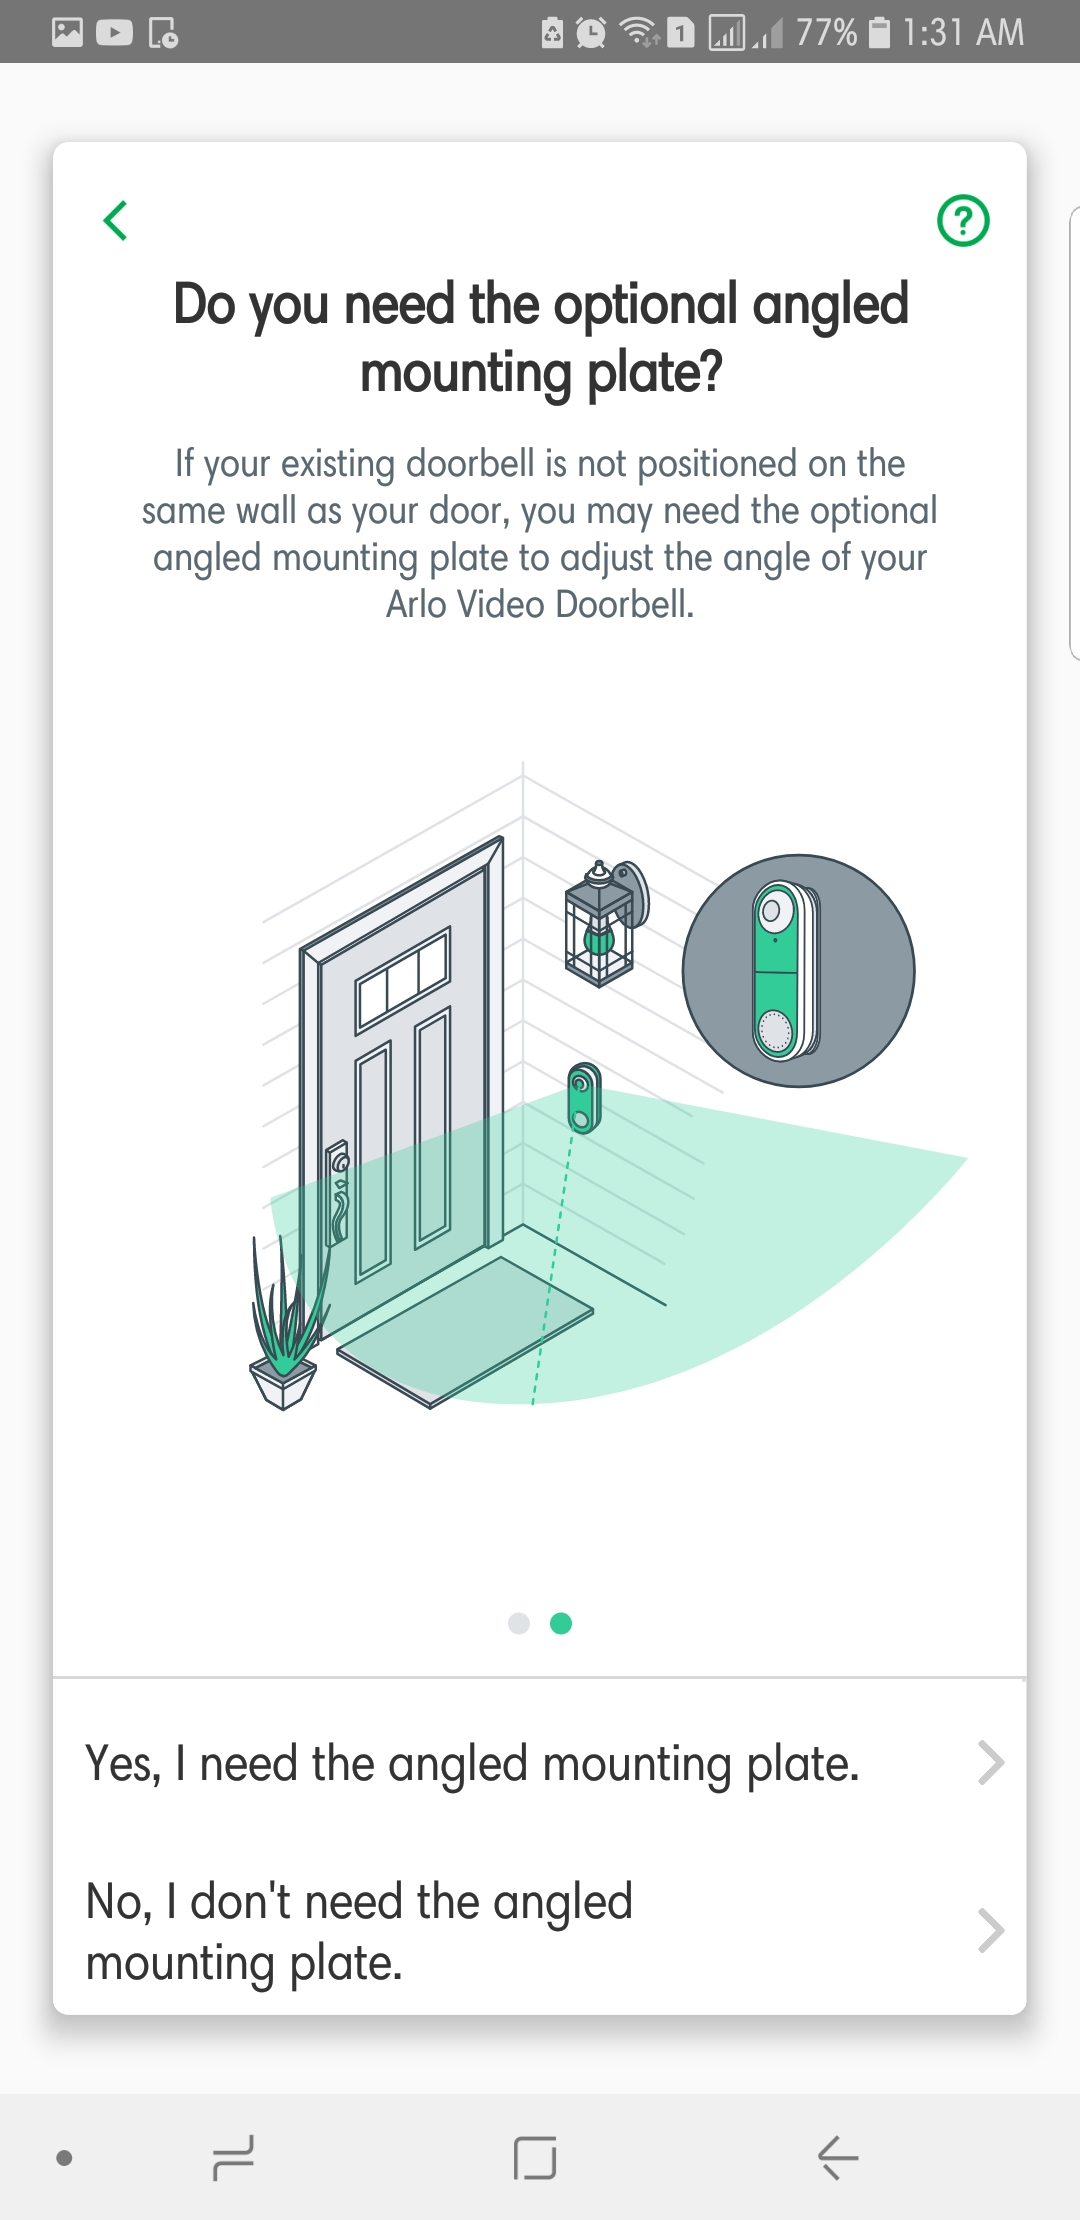 1 77% 1:31 AM
?
Do you need the optional angled
mounting plate?
If your existing doorbell is not positioned on the
same wall as your door, you may need the optional
angled mounting plate to adjust the angle of your
Arlo Video Doorbell.
Yes, I need the angled mounting plate.
No, I don't need the angled
mounting plate.